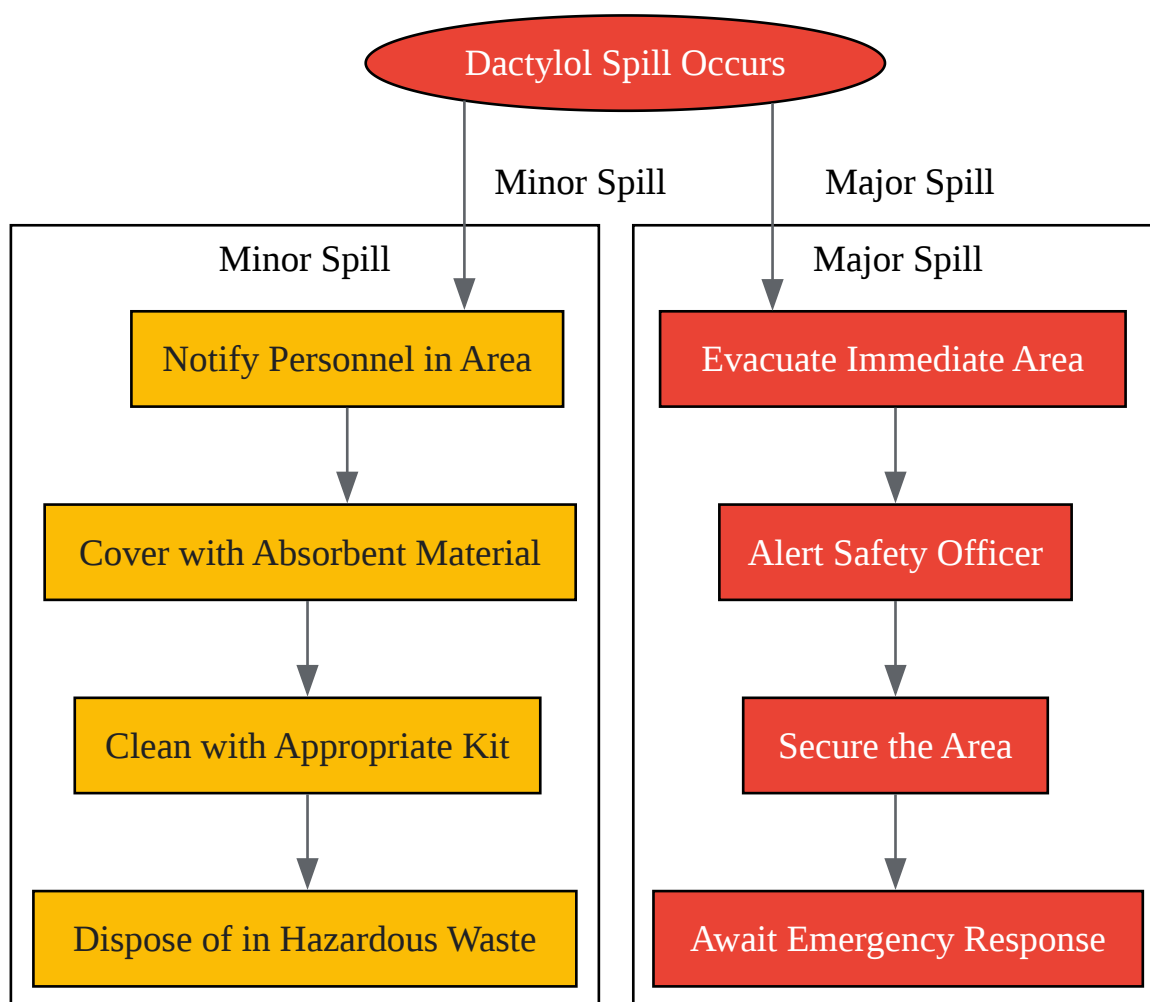 Dactylol Spill Occurs
Minor Spill
Major Spill
Minor Spill
Notify Personnel in Area
Cover with Absorbent Material
Clean with Appropriate Kit
Dispose of in Hazardous Waste
Major Spill
Evacuate Immediate Area
Alert Safety Officer
Secure the Area
Await Emergency Response